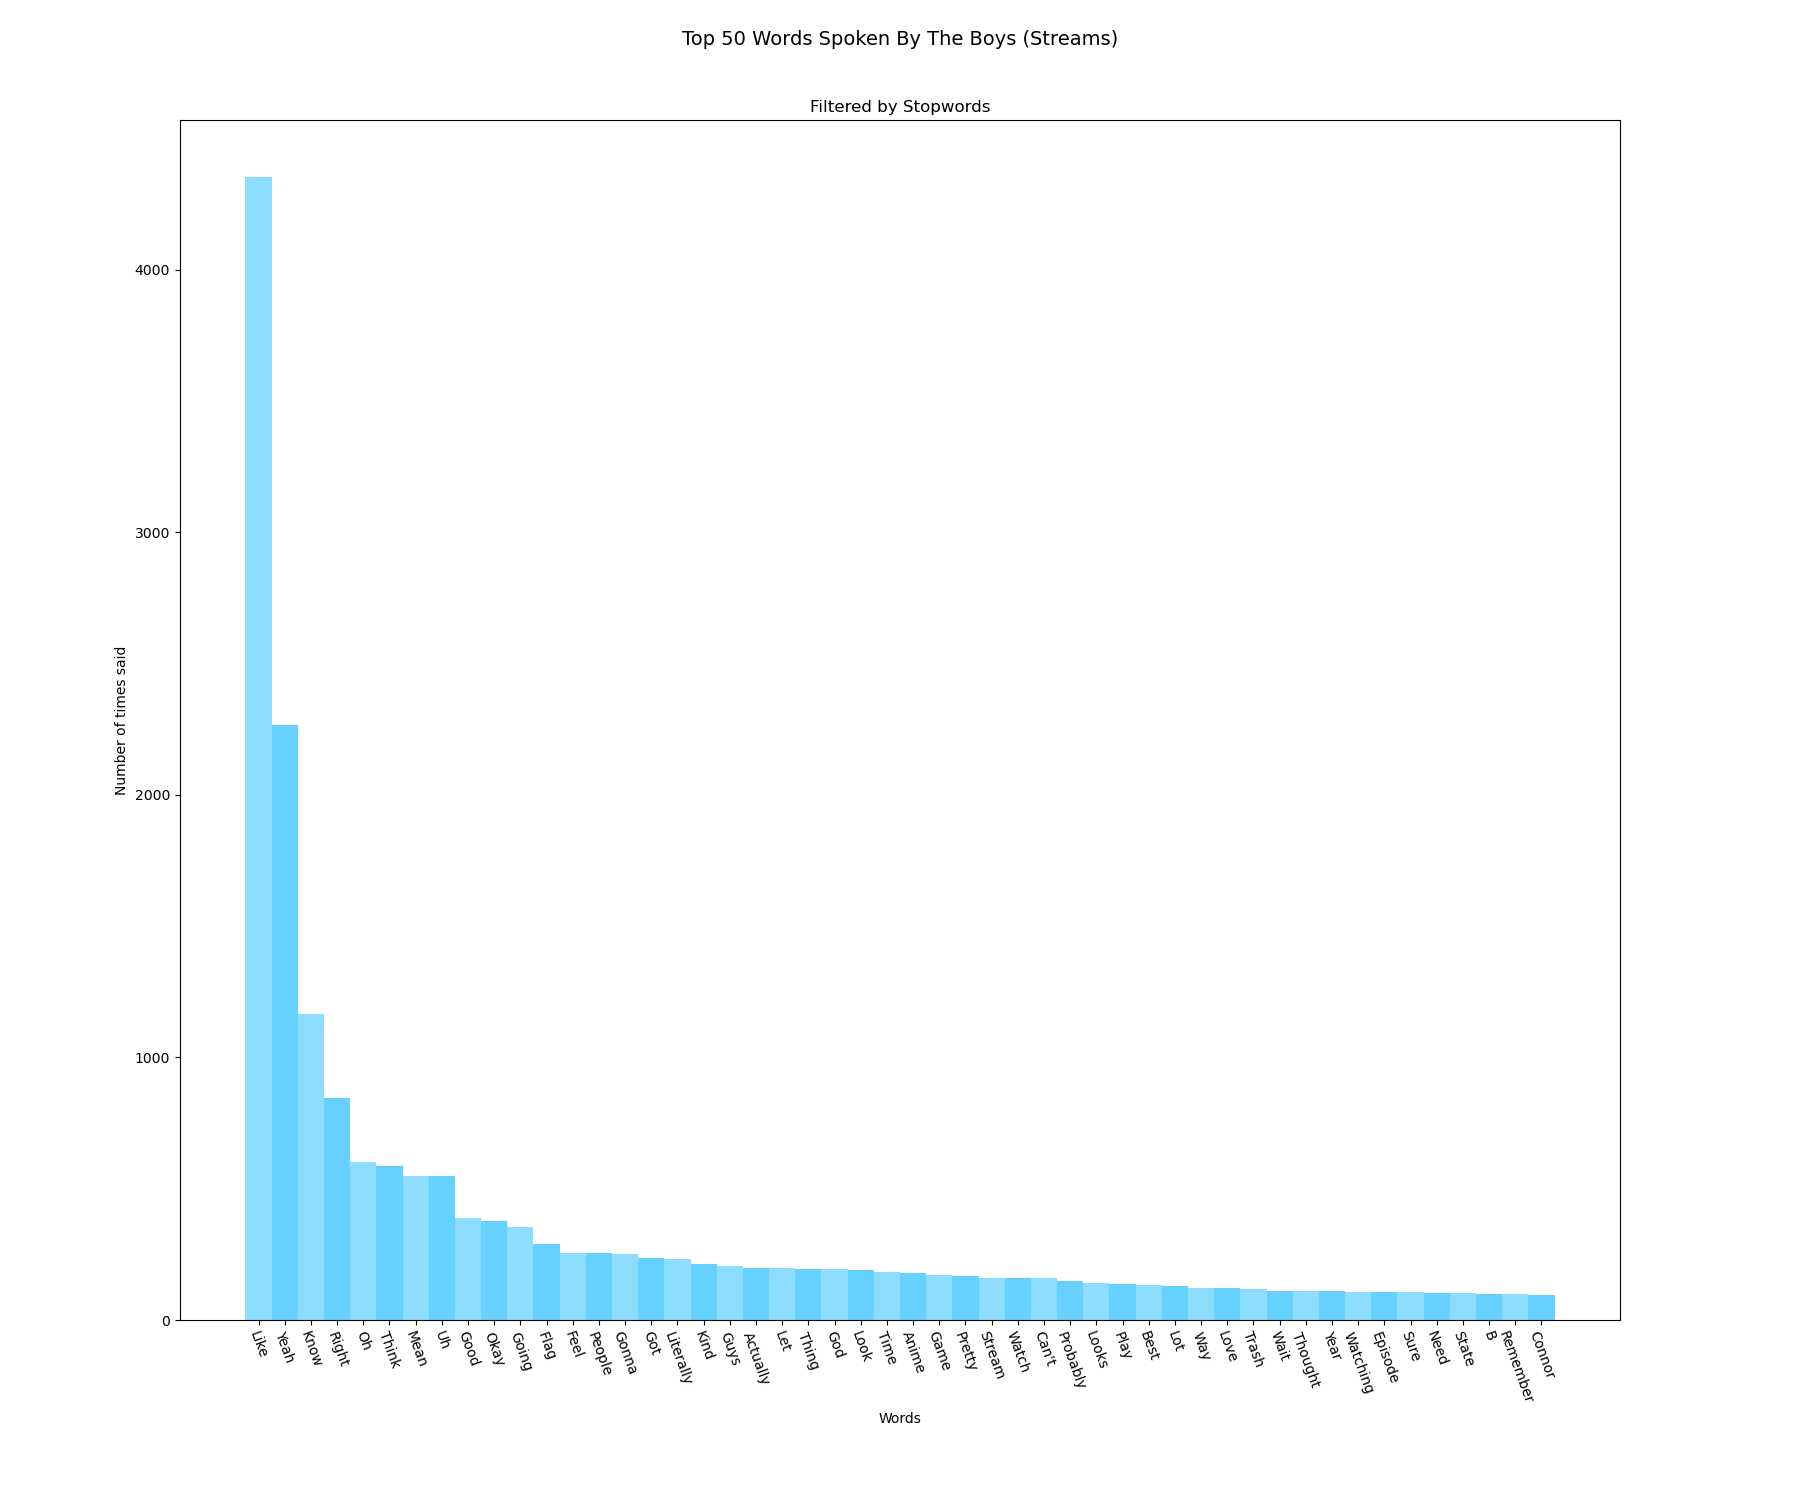 Top 50 Words Spoken By The Boys (Streams)
Filtered by Stopwords
Number of times said
4000
3000
2000
1000
0
Like
Yeah
Know
Right
Oh
Think
Mean
Uh
Good
Okay
Going
Flag
Feel
People
Gonna
Got
Literally
Kind
Guys
Actually
Let
Thing
God
Look
Time
Anime
Game
Pretty
Stream
Watch
Can't
Probably
Looks
Play
Best
Lot
Way
Love
Trash
Wait
Thought
Year
Watching
Episode
Sure
Need
State
B
Remember
Connor
Words